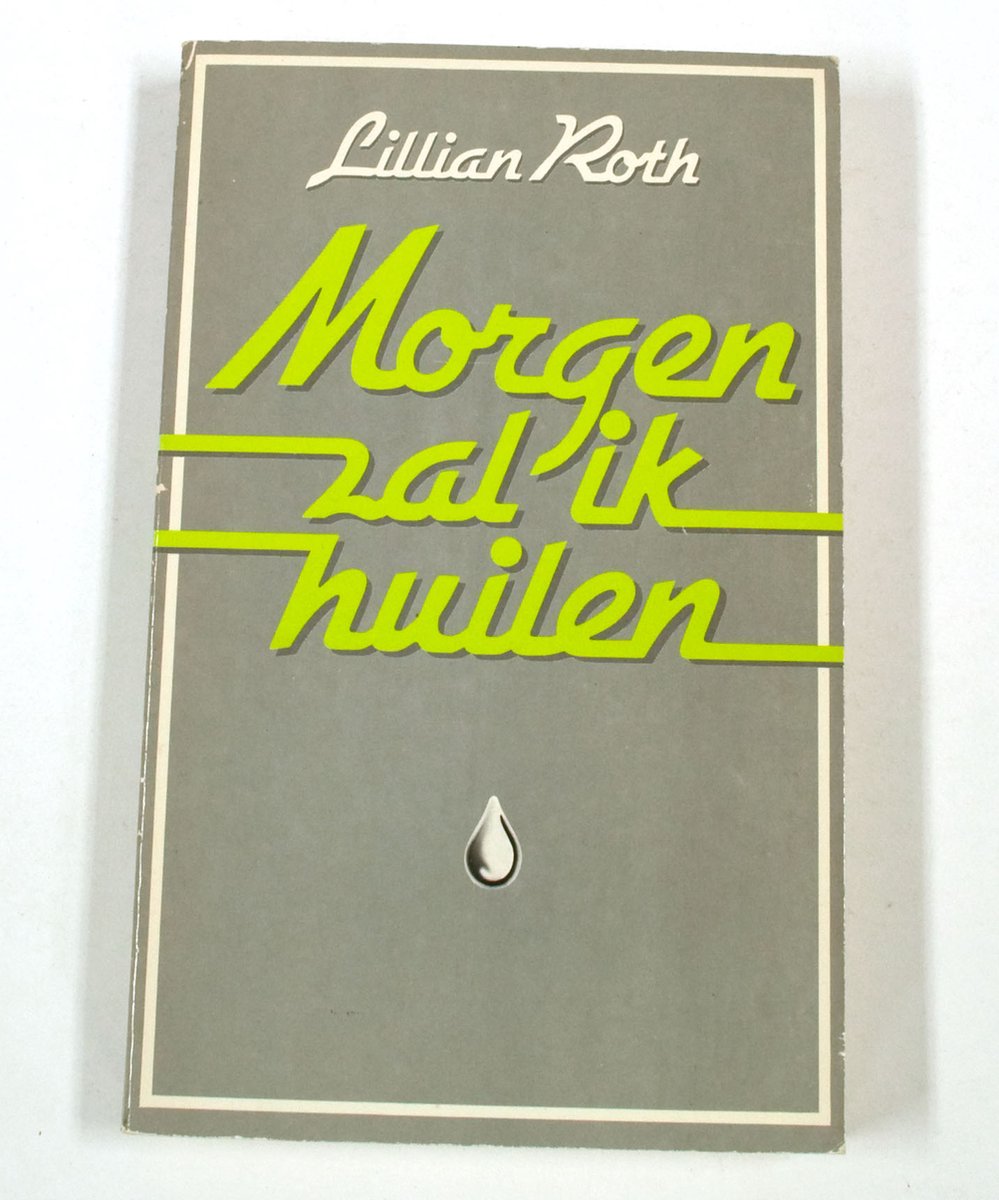 Lillian Roth
Morgen
zal ik
huilen